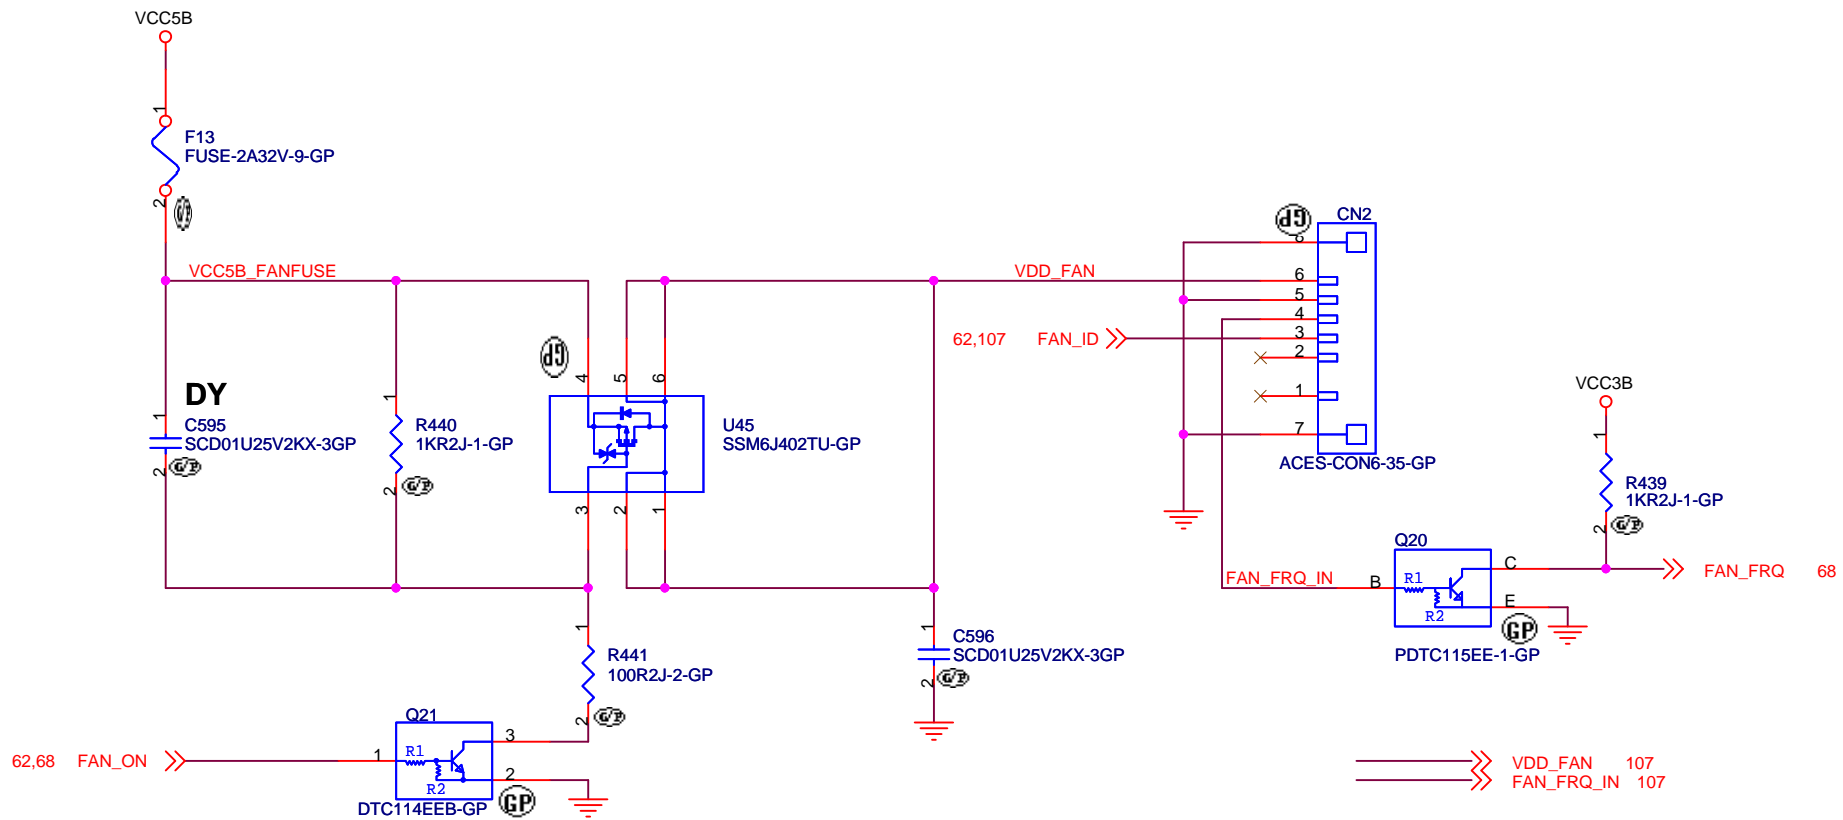 VCC5B
1
F13
FUSE-2A32V-9-GP
2
G/P
VCC5B_FANFUSE
DY
1
C595
SCD01U25V2KX-3GP
2
G/P
1
R440
1KR2J-1-GP
2
G/P
GP
4
5
6
U45
SSM6J402TU-GP
3
2
1
VDD_FAN
62,107 FAN_ID
GP
CN2
8
6
5
4
3
2
1
7
ACES-CON6-35-GP
VCC3B
1
R439
1KR2J-1-GP
2
G/P
Q20
FAN_FRQ_IN
B
R1
R2
C
E
GP
PDTC115EE-1-GP
FAN_FRQ 68
1
R441
100R2J-2-GP
2
G/P
1
C596
SCD01U25V2KX-3GP
2
G/P
Q21
62,68 FAN_ON
1
R1
R2
3
2
GP
DTC114EEB-GP
VDD_FAN 107
FAN_FRQ_IN 107